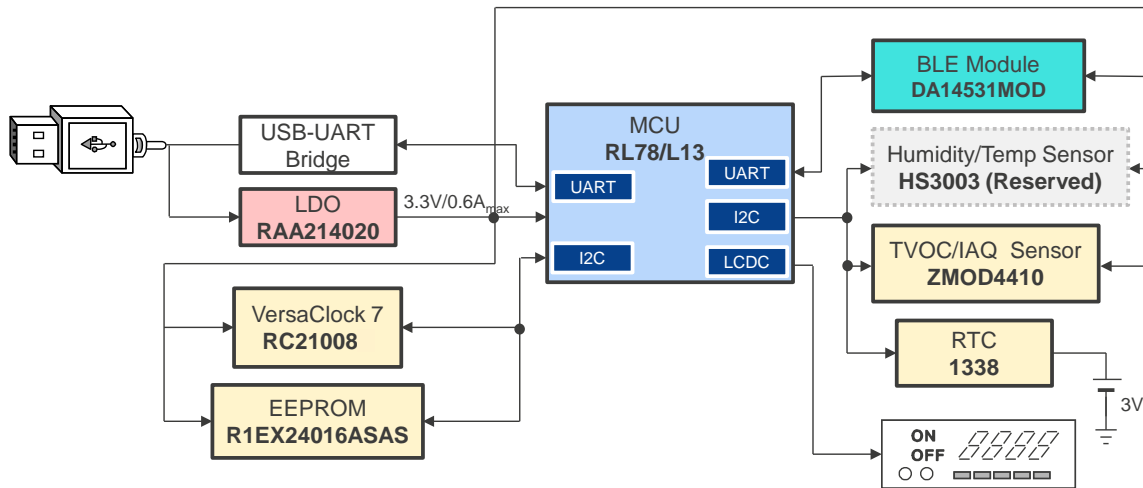 BLE Module
DA14531MOD
USB-UART
Bridge
MCU
RL78/L13
UART
UART
Humidity/Temp Sensor
HS3003 (Reserved)
LDO
RAA214020
3.3V/0.6Amax
I2C
I2C
LCDC
TVOC/IAQ Sensor
ZMOD4410
VersaClock 7
RC21008
RTC
1338
3V
EEPROM
R1EX24016ASAS
ON
OFF
8888